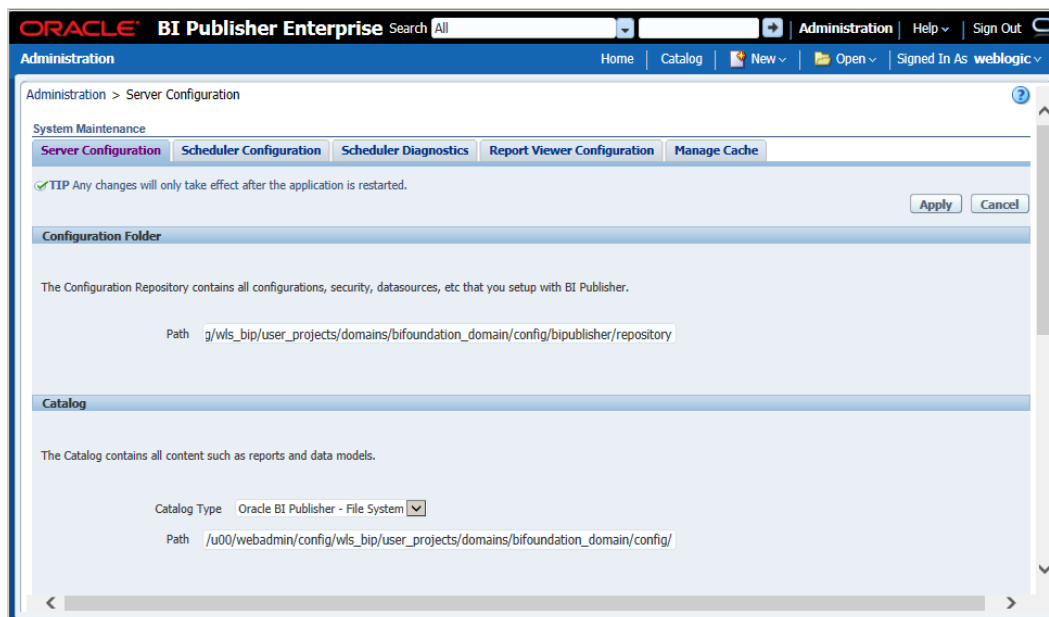 ORACLE BI Publisher Enterprise Search All Administration Help Sign Out
Administration Home Catalog New Open Signed In As weblogic
Administration > Server Configuration
System Maintenance
Server Configuration Scheduler Configuration Scheduler Diagnostics Report Viewer Configuration Manage Cache
TIP Any changes will only take effect after the application is restarted.
Apply Cancel
Configuration Folder
The Configuration Repository contains all configurations, security, datasources, etc that you setup with BI Publisher.
Path g/wls_bip/user_projects/domains/bifoundation_domain/config/bipublisher/repository
Catalog
The Catalog contains all content such as reports and data models.
Catalog Type Oracle BI Publisher - File System
Path /u00/webadmin/config/wls_bip/user_projects/domains/bifoundation_domain/config/